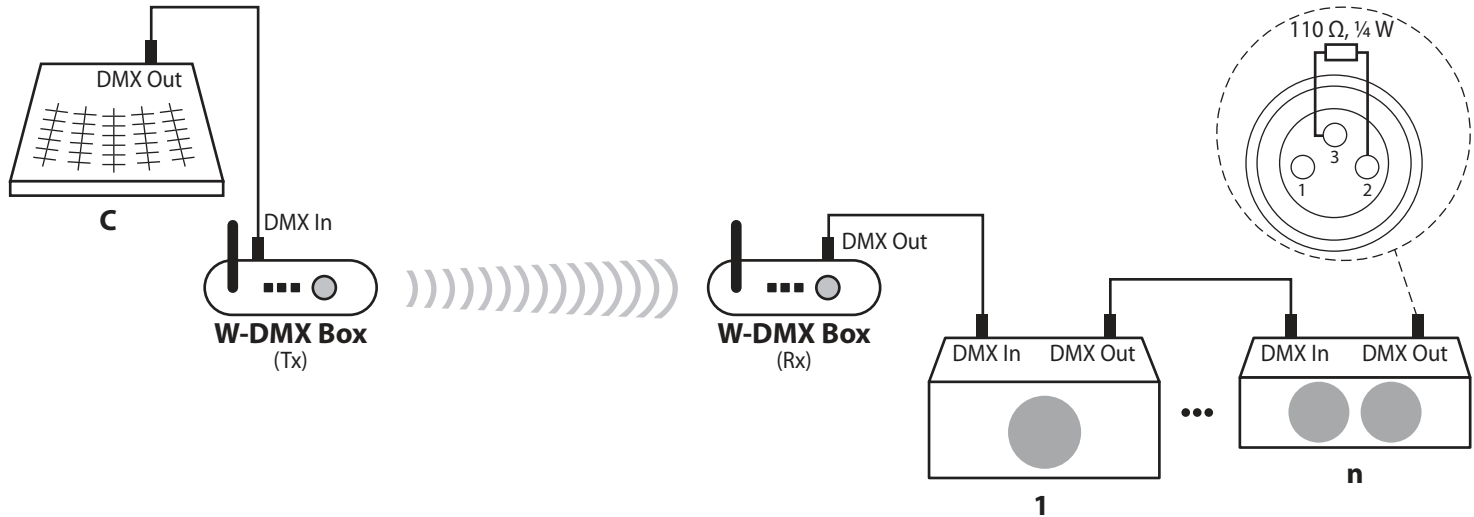 DMX Out
C
DMX In
W-DMX Box
(Tx)
DMX Out
W-DMX Box
(Rx)
DMX In
DMX Out
1
•••
DMX In
DMX Out
n
110 Ω, ¼ W
3
1
2